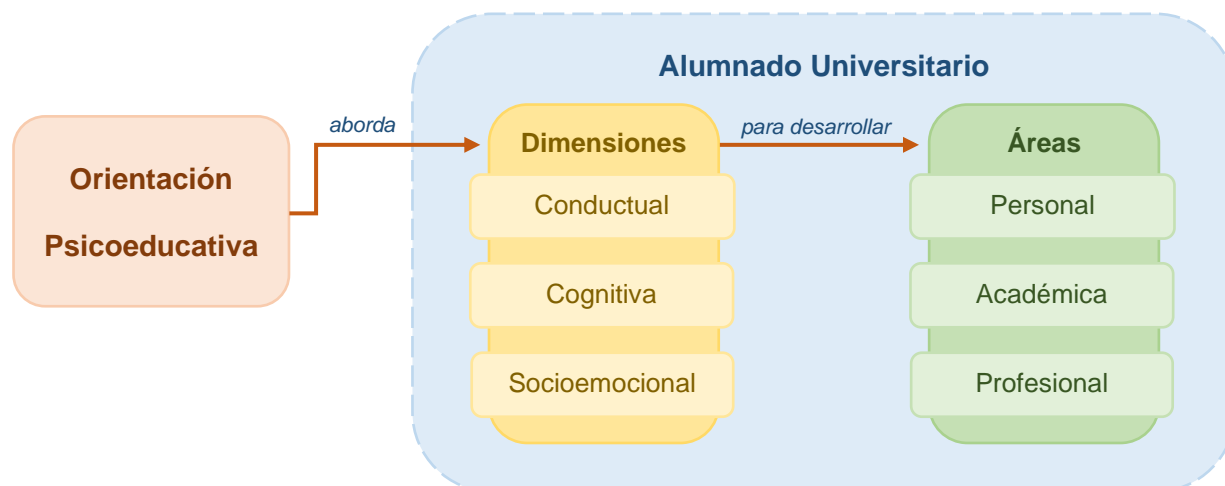 Alumnado Universitario
Orientación
Psicoeducativa
aborda
Dimensiones
Conductual
Cognitiva
Socioemocional
para desarrollar
Áreas
Personal
Académica
Profesional